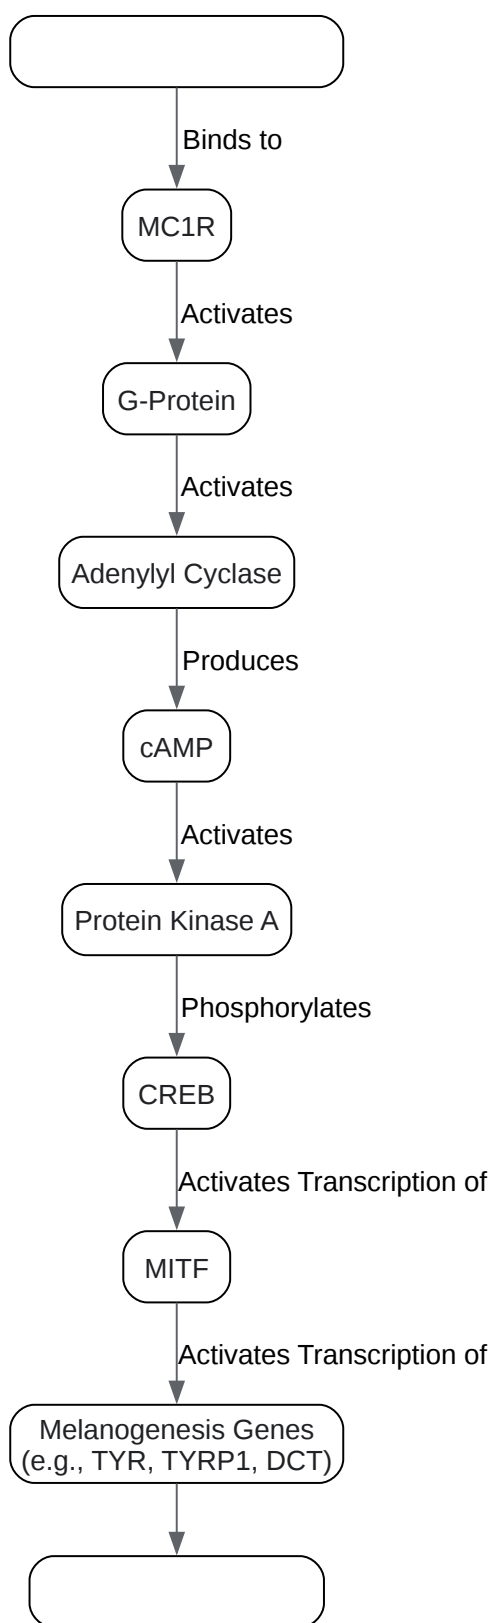 Binds to
MC1R
Activates
G-Protein
Activates
Adenylyl Cyclase
Produces
cAMP
Activates
Protein Kinase A
Phosphorylates
CREB
Activates Transcription of
MITF
Activates Transcription of
Melanogenesis Genes
(e.g., TYR, TYRP1, DCT)